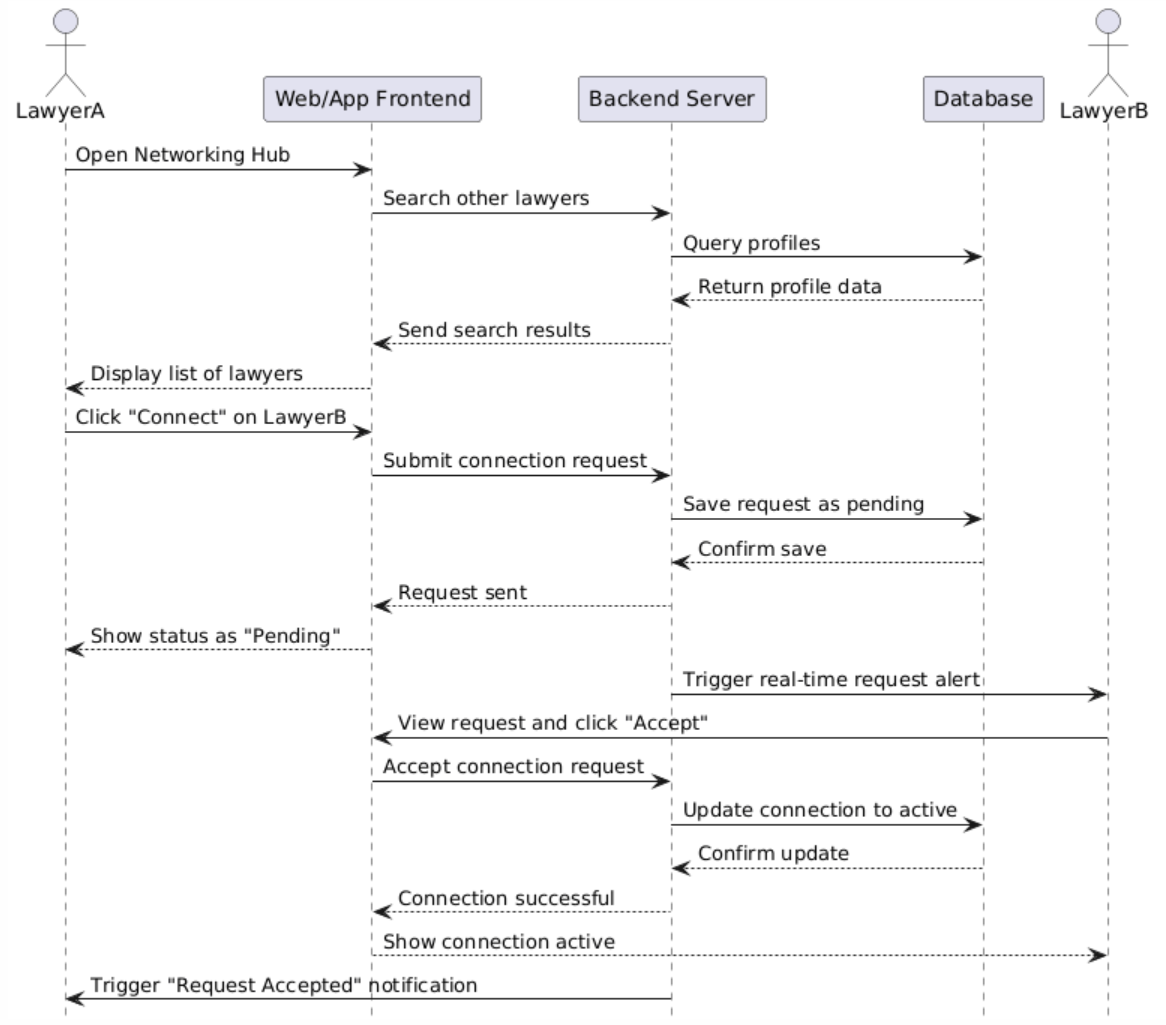 LawyerA
Web/App Frontend
Backend Server
Database
LawyerB
Open Networking Hub
Search other lawyers
Query profiles
Return profile data
Send search results
Display list of lawyers
Click "Connect" on LawyerB
Submit connection request
Save request as pending
Confirm save
Request sent
Show status as "Pending"
Trigger real-time request alert
View request and click "Accept"
Accept connection request
Update connection to active
Confirm update
Connection successful
Show connection active
Trigger "Request Accepted" notification